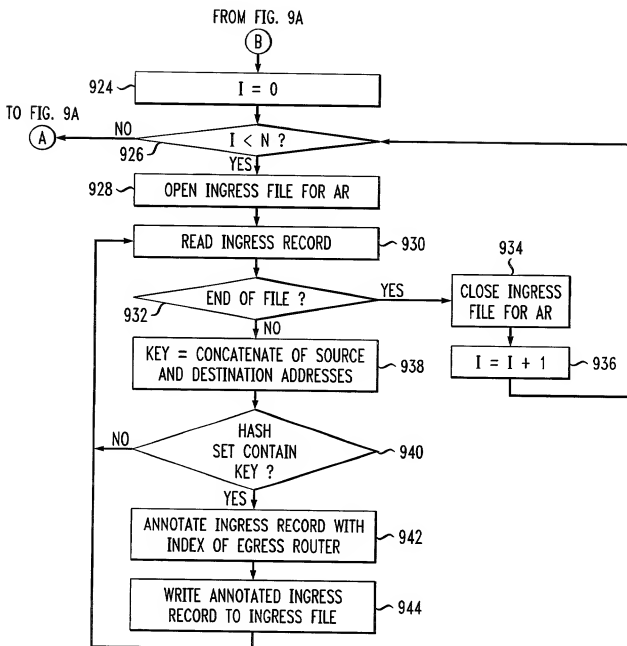 FROM FIG. 9A
B
924
I = 0
TO FIG. 9A
A
NO
926
I < N ?
YES
928
OPEN INGRESS FILE FOR AR
READ INGRESS RECORD
930
932
END OF FILE ?
YES
934
CLOSE INGRESS
FILE FOR AR
NO
KEY = CONCATENATE OF SOURCE
AND DESTINATION ADDRESSES
938
I = I + 1
936
NO
HASH
SET CONTAIN
KEY ?
940
YES
ANNOTATE INGRESS RECORD WITH
INDEX OF EGRESS ROUTER
942
WRITE ANNOTATED INGRESS
RECORD TO INGRESS FILE
944